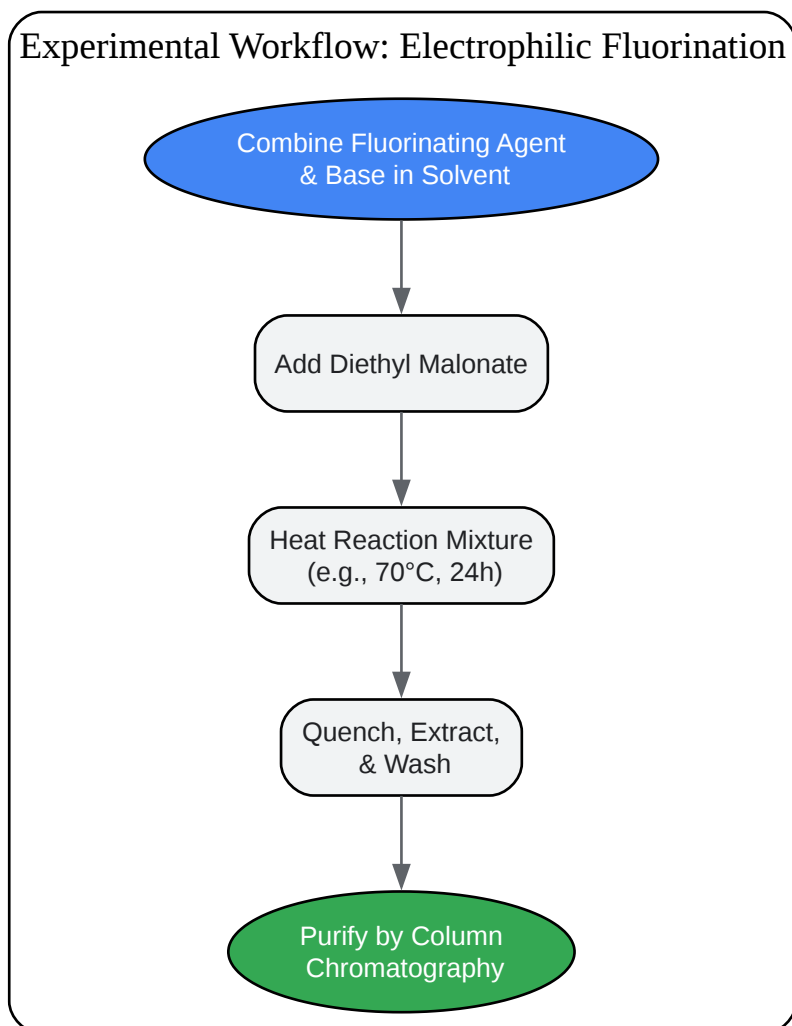 Experimental Workflow: Electrophilic Fluorination
Combine Fluorinating Agent
& Base in Solvent
Add Diethyl Malonate
Heat Reaction Mixture
(e.g., 70°C, 24h)
Quench, Extract,
& Wash
Purify by Column
Chromatography